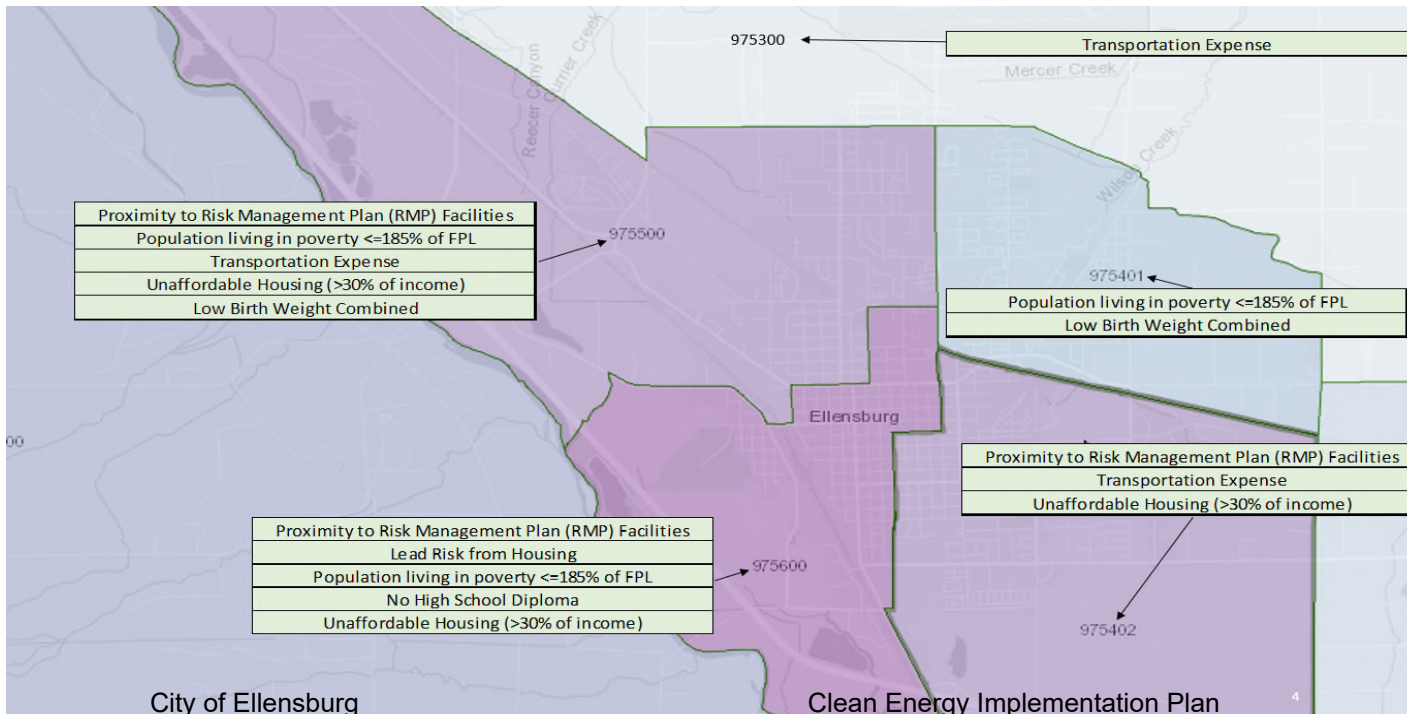 975300
Transportation Expense
Mercer Creek
Currier Creek
Reecer Canyon
Wilson Creek
Proximity to Risk Management Plan (RMP) Facilities
Population living in poverty <=185% of FPL
Transportation Expense
Unaffordable Housing (>30% of income)
Low Birth Weight Combined
975500
975401
Population living in poverty <=185% of FPL
Low Birth Weight Combined
Ellensburg
00
Proximity to Risk Management Plan (RMP) Facilities
Transportation Expense
Unaffordable Housing (>30% of income)
Proximity to Risk Management Plan (RMP) Facilities
Lead Risk from Housing
Population living in poverty <=185% of FPL
No High School Diploma
Unaffordable Housing (>30% of income)
975600
975402
City of Ellensburg
Clean Energy Implementation Plan
4